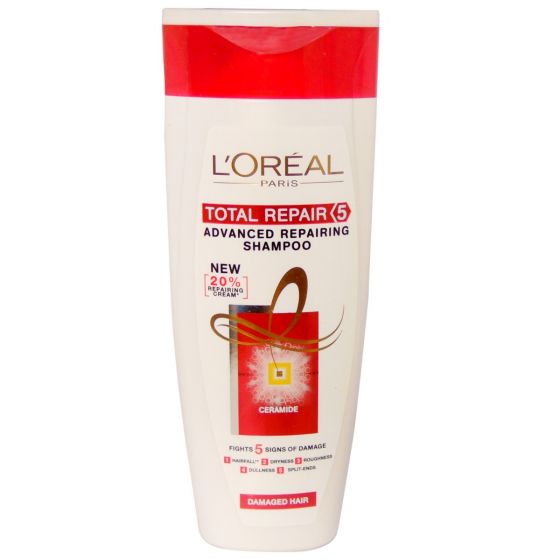 L'ORÉAL
PARIS
TOTAL REPAIR 5
ADVANCED REPAIRING
SHAMPOO
NEW
[20%]
REPAIRING
CREAM*
CERAMIDE
FIGHTS 5 SIGNS OF DAMAGE
1 HAIRFALL** 2 DRYNESS 3 ROUGHNESS
4 DULLNESS 5 SPLIT-ENDS
DAMAGED HAIR